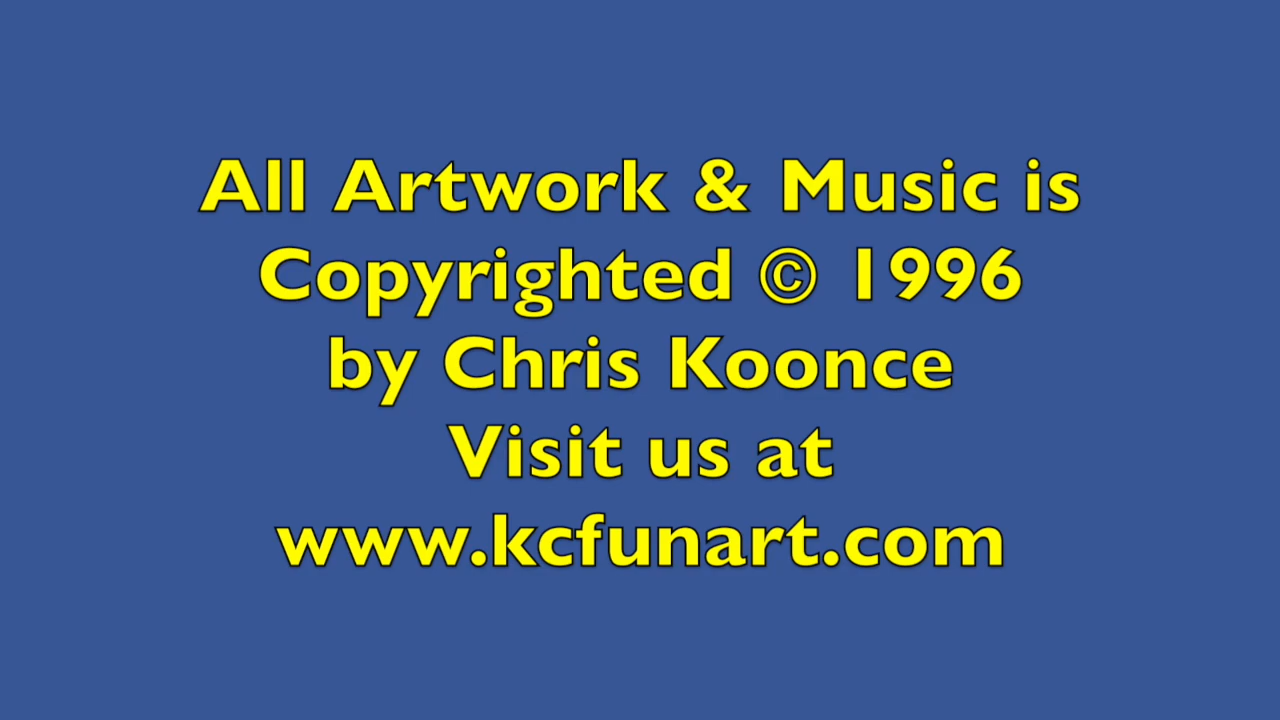 All Artwork & Music is
Copyrighted © 1996
by Chris Koonce
Visit us at
www.kcfunart.com